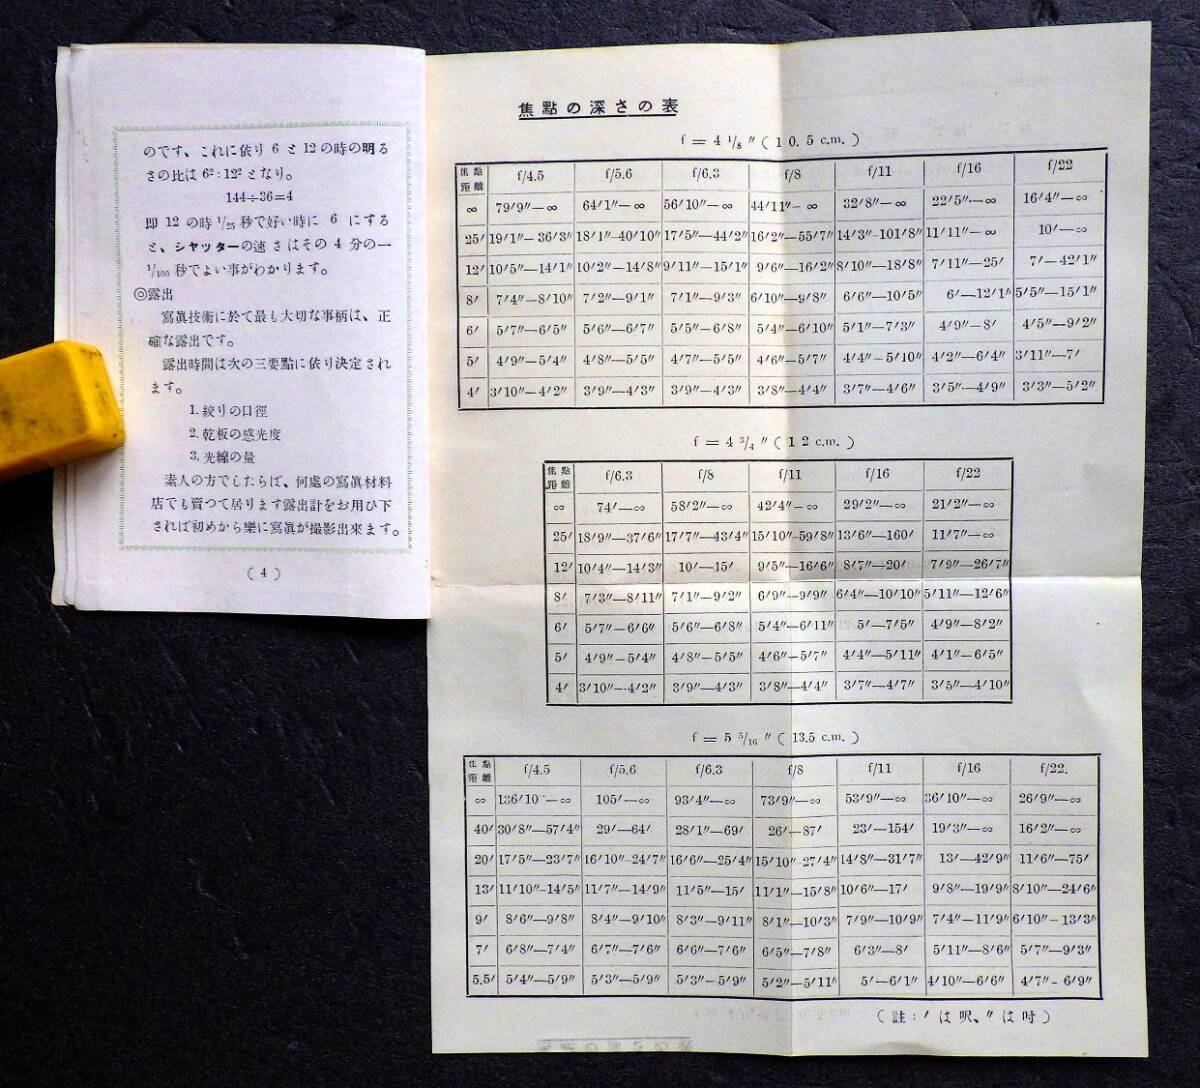 のです、これに依り 6 と 12 の時の明る
さの比は 6²:12² となり。
144÷36=4
即 12 の時 1/25 秒で好い時に 6 にする
と、シャッターの速さはその 4 分の一
1/100 秒でよい事がわかります。
◎露出
寫眞技術に於て最も大切な事柄は、正
確な露出です。
露出時間は次の三要點に依り決定され
ます。
1. 絞りの口徑
2. 乾板の感光度
3. 光線の量
素人の方でしたらば、何處の寫眞材料
店でも賣つて居ります露出計をお用ひ下
されば初めから樂に寫眞が撮影出來ます。
( 4 )
焦點の深さの表
f = 4 1/8 〃 ( 10.5 c.m. )
焦點距離 f/4.5 f/5.6 f/6.3 f/8 f/11 f/16 f/22
∞ 79′9″—∞ 64′1″—∞ 56′10″—∞ 44′11″—∞ 32′8″—∞ 22′5″—∞ 16′4″—∞
25′ 19′1″—36′3″ 18′1″—40′10″ 17′5″—44′2″ 16′2″—55′7″ 14′3″—101′8″ 11′11″—∞ 10′—∞
12′ 10′5″—14′1″ 10′2″—14′8″ 9′11″—15′1″ 9′6″—16′2″ 8′10″—18′8″ 7′11″—25′ 7′—42′1″
8′ 7′4″—8′10″ 7′2″—9′1″ 7′1″—9′3″ 6′10″—9′8″ 6′6″—10′5″ 6′—12′1″ 5′5″—15′1″
6′ 5′7″—6′5″ 5′6″—6′7″ 5′5″—6′8″ 5′4″—6′10″ 5′1″—7′3″ 4′9″—8′ 4′5″—9′2″
5′ 4′9″—5′4″ 4′8″—5′5″ 4′7″—5′5″ 4′6″—5′7″ 4′4″—5′10″ 4′2″—6′4″ 3′11″—7′
4′ 3′10″—4′2″ 3′9″—4′3″ 3′9″—4′3″ 3′8″—4′4″ 3′7″—4′6″ 3′5″—4′9″ 3′3″—5′2″
f = 4 3/4 〃 ( 12 c.m. )
焦點距離 f/6.3 f/8 f/11 f/16 f/22
∞ 74′—∞ 58′2″—∞ 42′4″—∞ 29′2″—∞ 21′2″—∞
25′ 18′9″—37′6″ 17′7″—43′4″ 15′10″—59′8″ 13′6″—160′ 11′7″—∞
12′ 10′4″—14′3″ 10′—15′ 9′5″—16′6″ 8′7″—20′ 7′9″—26′7″
8′ 7′3″—8′11″ 7′1″—9′2″ 6′9″—9′9″ 6′4″—10′10″ 5′11″—12′6″
6′ 5′7″—6′6″ 5′6″—6′8″ 5′4″—6′11″ 5′—7′5″ 4′9″—8′2″
5′ 4′9″—5′4″ 4′8″—5′5″ 4′6″—5′7″ 4′4″—5′11″ 4′1″—6′5″
4′ 3′10″—4′2″ 3′9″—4′3″ 3′8″—4′4″ 3′7″—4′7″ 3′5″—4′10″
f = 5 5/16 〃 ( 13.5 c.m. )
焦點距離 f/4.5 f/5.6 f/6.3 f/8 f/11 f/16 f/22.
∞ 136′10″—∞ 105′—∞ 93′4″—∞ 73′9″—∞ 53′9″—∞ 36′10″—∞ 26′9″—∞
40′ 30′8″—57′4″ 29′—64′ 28′1″—69′ 26′—87′ 23′—154′ 19′3″—∞ 16′2″—∞
20′ 17′5″—23′7″ 16′10″—24′7″ 16′6″—25′4″ 15′10″—27′4″ 14′8″—31′7″ 13′—42′9″ 11′6″—75′
13′ 11′10″—14′5″ 11′7″—14′9″ 11′5″—15′ 11′1″—15′8″ 10′6″—17′ 9′8″—19′9″ 8′10″—24′6″
9′ 8′6″—9′8″ 8′4″—9′10″ 8′3″—9′11″ 8′1″—10′3″ 7′9″—10′9″ 7′4″—11′9″ 6′10″—13′3″
7′ 6′8″—7′4″ 6′7″—7′6″ 6′6″—7′6″ 6′5″—7′8″ 6′3″—8′ 5′11″—8′6″ 5′7″—9′3″
5.5′ 5′4″—5′9″ 5′3″—5′9″ 5′3″—5′9″ 5′2″—5′11″ 5′—6′1″ 4′10″—6′6″ 4′7″—6′9″
( 註: ′ は呎、″ は吋 )